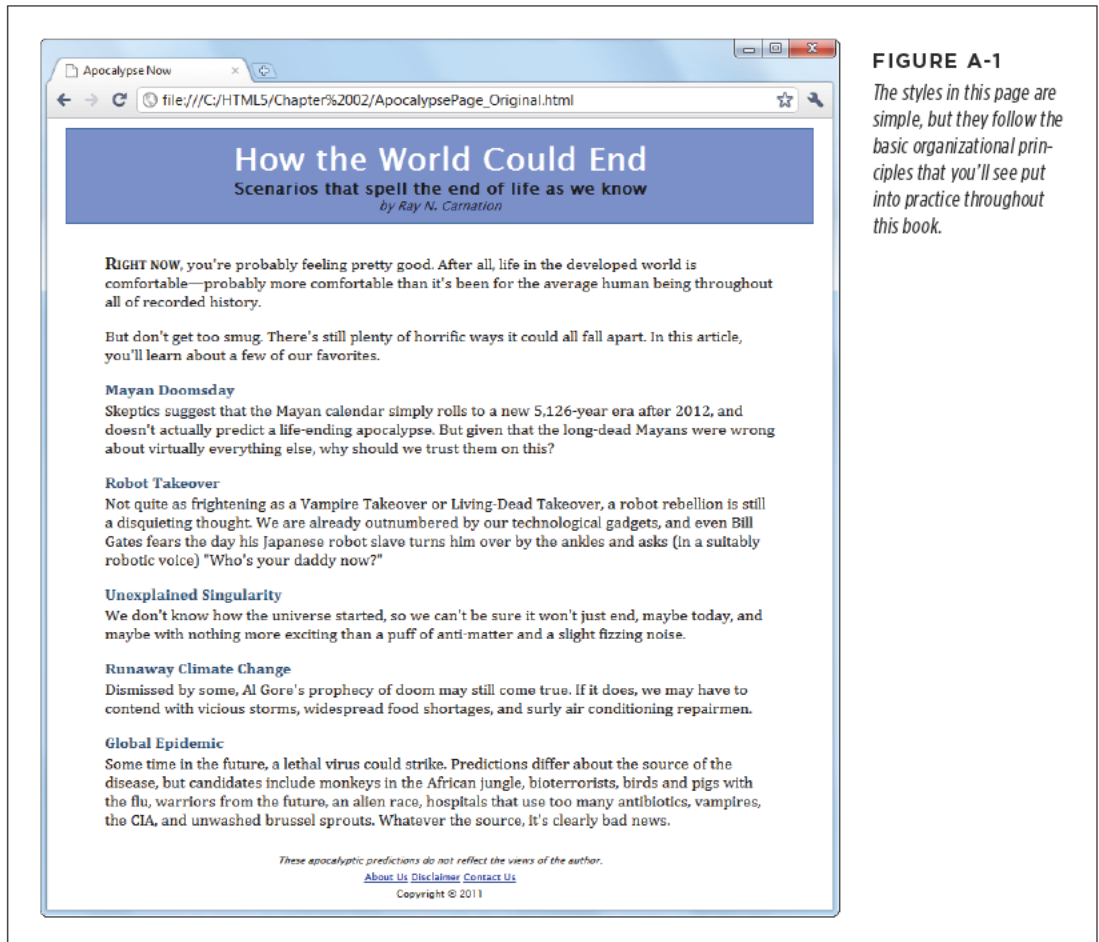 Apocalypse Now
file:///C:/HTML5/Chapter%2002/ApocalypsePage_Original.html
How the World Could End
Scenarios that spell the end of life as we know
by Ray N. Carnation
RIGHT NOW, you're probably feeling pretty good. After all, life in the developed world is
comfortable—probably more comfortable than it's been for the average human being throughout
all of recorded history.
But don't get too smug. There's still plenty of horrific ways it could all fall apart. In this article,
you'll learn about a few of our favorites.
Mayan Doomsday
Skeptics suggest that the Mayan calendar simply rolls to a new 5,126-year era after 2012, and
doesn't actually predict a life-ending apocalypse. But given that the long-dead Mayans were wrong
about virtually everything else, why should we trust them on this?
Robot Takeover
Not quite as frightening as a Vampire Takeover or Living-Dead Takeover, a robot rebellion is still
a disquieting thought. We are already outnumbered by our technological gadgets, and even Bill
Gates fears the day his Japanese robot slave turns him over by the ankles and asks (in a suitably
robotic voice) "Who's your daddy now?"
Unexplained Singularity
We don't know how the universe started, so we can't be sure it won't just end, maybe today, and
maybe with nothing more exciting than a puff of anti-matter and a slight fizzing noise.
Runaway Climate Change
Dismissed by some, Al Gore's prophecy of doom may still come true. If it does, we may have to
contend with vicious storms, widespread food shortages, and surly air conditioning repairmen.
Global Epidemic
Some time in the future, a lethal virus could strike. Predictions differ about the source of the
disease, but candidates include monkeys in the African jungle, bioterrorists, birds and pigs with
the flu, warriors from the future, an alien race, hospitals that use too many antibiotics, vampires,
the CIA, and unwashed brussel sprouts. Whatever the source, it's clearly bad news.
These apocalyptic predictions do not reflect the views of the author.
About Us Disclaimer Contact Us
Copyright © 2011
FIGURE A-1
The styles in this page are
simple, but they follow the
basic organizational prin-
ciples that you'll see put
into practice throughout
this book.